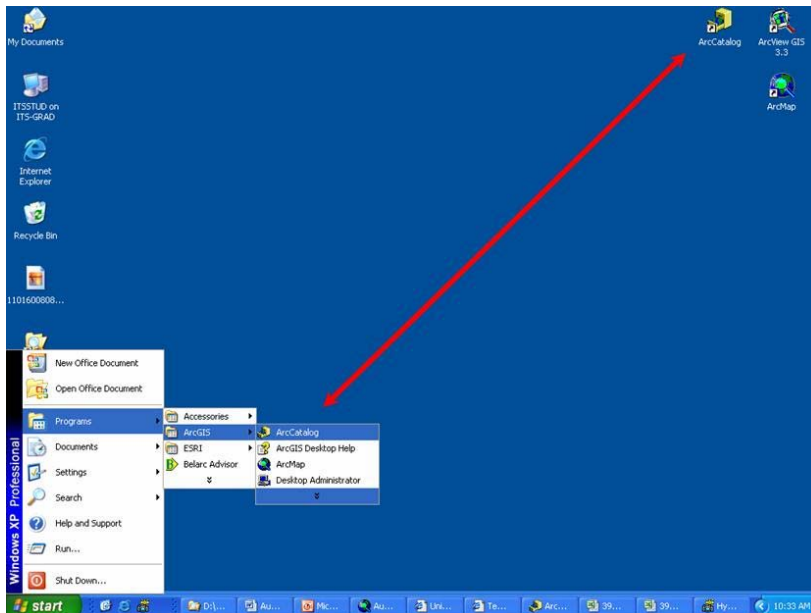 My Documents
ArcCatalog
ArcView GIS
3.3
ITSSTUD on
ITS-GRAD
ArcMap
Internet
Explorer
Recycle Bin
1101600808...
Windows XP Professional
New Office Document
Open Office Document
Programs
Documents
Settings
Search
Help and Support
Run...
Shut Down...
Accessories
ArcGIS
ESRI
Belarc Advisor
ArcCatalog
ArcGIS Desktop Help
ArcMap
Desktop Administrator
start
D:\...
Au...
Mic...
Au...
Uni...
Te...
Arc...
39...
39...
Hy...
10:33 AM